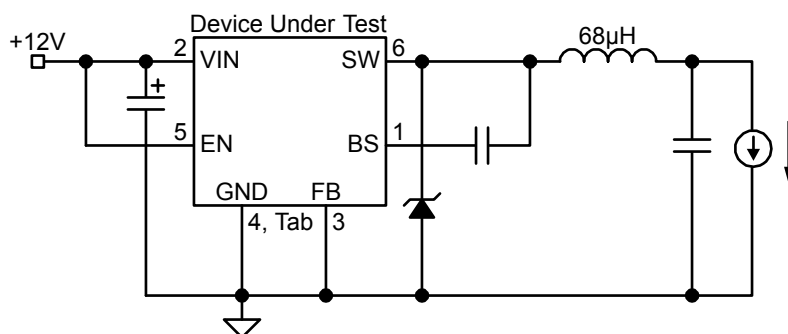 Device Under Test
+12V
2
VIN
SW
6
68µH
+
5
EN
BS
1
GND
FB
4, Tab
3